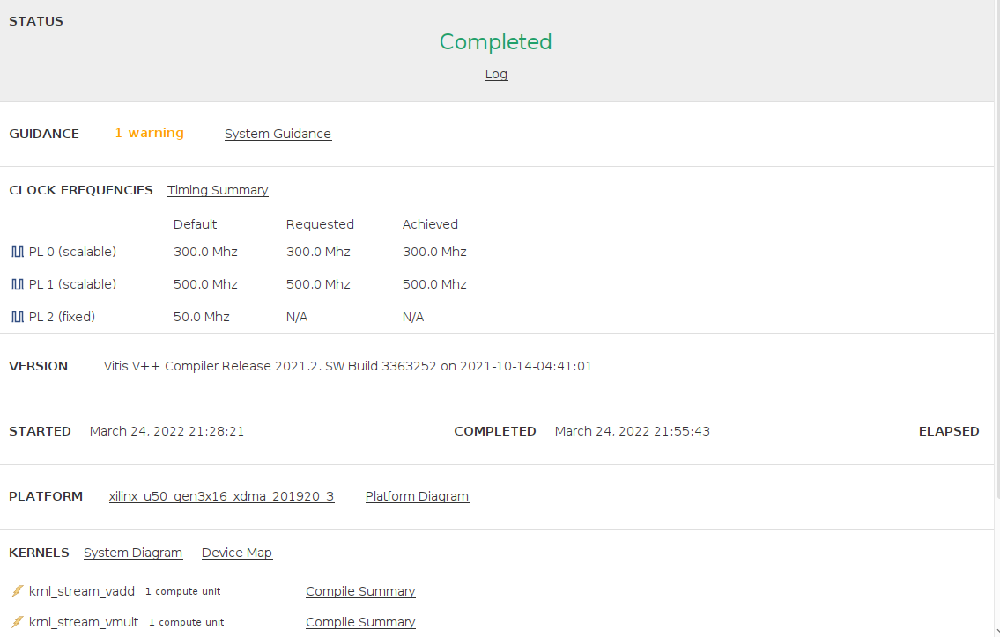 STATUS
Completed
Log
GUIDANCE 1 warning System Guidance
CLOCK FREQUENCIES Timing Summary
Default Requested Achieved
PL 0 (scalable) 300.0 Mhz 300.0 Mhz 300.0 Mhz
PL 1 (scalable) 500.0 Mhz 500.0 Mhz 500.0 Mhz
PL 2 (fixed) 50.0 Mhz N/A N/A
VERSION Vitis V++ Compiler Release 2021.2. SW Build 3363252 on 2021-10-14-04:41:01
STARTED March 24, 2022 21:28:21 COMPLETED March 24, 2022 21:55:43 ELAPSED
PLATFORM xilinx_u50_gen3x16_xdma_201920_3 Platform Diagram
KERNELS System Diagram Device Map
krnl_stream_vadd 1 compute unit Compile Summary
krnl_stream_vmult 1 compute unit Compile Summary